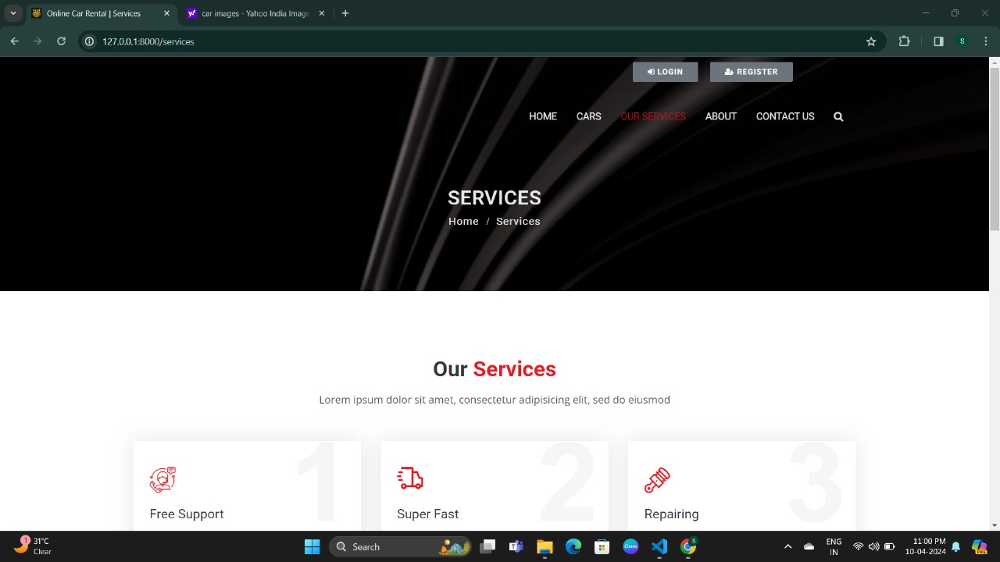 Online Car Rental | Services
car images - Yahoo India Image
127.0.0.1:8000/services
S
LOGIN
REGISTER
HOME
CARS
OUR SERVICES
ABOUT
CONTACT US
SERVICES
Home / Services
Our Services
Lorem ipsum dolor sit amet, consectetur adipisicing elit, sed do eiusmod
1
Free Support
2
Super Fast
3
Repairing
1
31°C
Clear
Search
Canva
S
ENG
IN
11:00 PM
10-04-2024
PRE